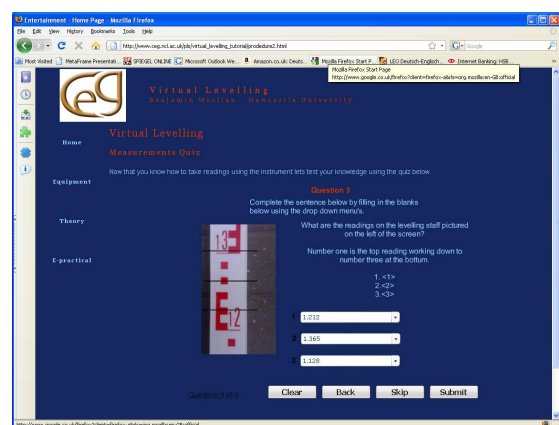 Entertainment - Home Page - Mozilla Firefox
File Edit View History Bookmarks Tools Help
http://www.ceg.ncl.ac.uk/ple/virtual_levelling_tutorial/prodedure2.html
Google
Most Visited MetaFrame Presentati... SPIEGEL ONLINE Microsoft Outlook We... Amazon.co.uk: Deuts... Mozilla Firefox Start P... LEO Deutsch-Englisch... Internet Banking: HSB...
Mozilla Firefox Start Page
http://www.google.co.uk/firefox?client=firefox-a&rls=org.mozilla:en-GB:official
CeG
Virtual Levelling
Newcastle University
Virtual Levelling
Home
Measurements Quiz
Now that you know how to take readings using the instrument lets test your knowledge using the quiz below.
Equipment
Question 3
Complete the sentence below by filling in the blanks
below using the drop down menu's.
Theory
What are the readings on the levelling staff pictured
on the left of the screen?
Number one is the top reading working down to
number three at the bottum.
E-practical
1. <1>
2.<2>
3.<3>
13
12
1 1.212
2 1.365
3 1.128
Question 3 of 8
Clear Back Skip Submit